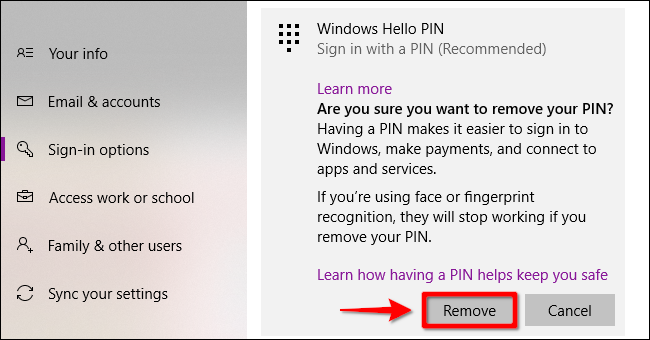 Your info
Email & accounts
Sign-in options
Access work or school
Family & other users
Sync your settings
Windows Hello PIN
Sign in with a PIN (Recommended)
Learn more
Are you sure you want to remove your PIN?
Having a PIN makes it easier to sign in to
Windows, make payments, and connect to
apps and services.
If you’re using face or fingerprint
recognition, they will stop working if you
remove your PIN.
Learn how having a PIN helps keep you safe
Remove
Cancel